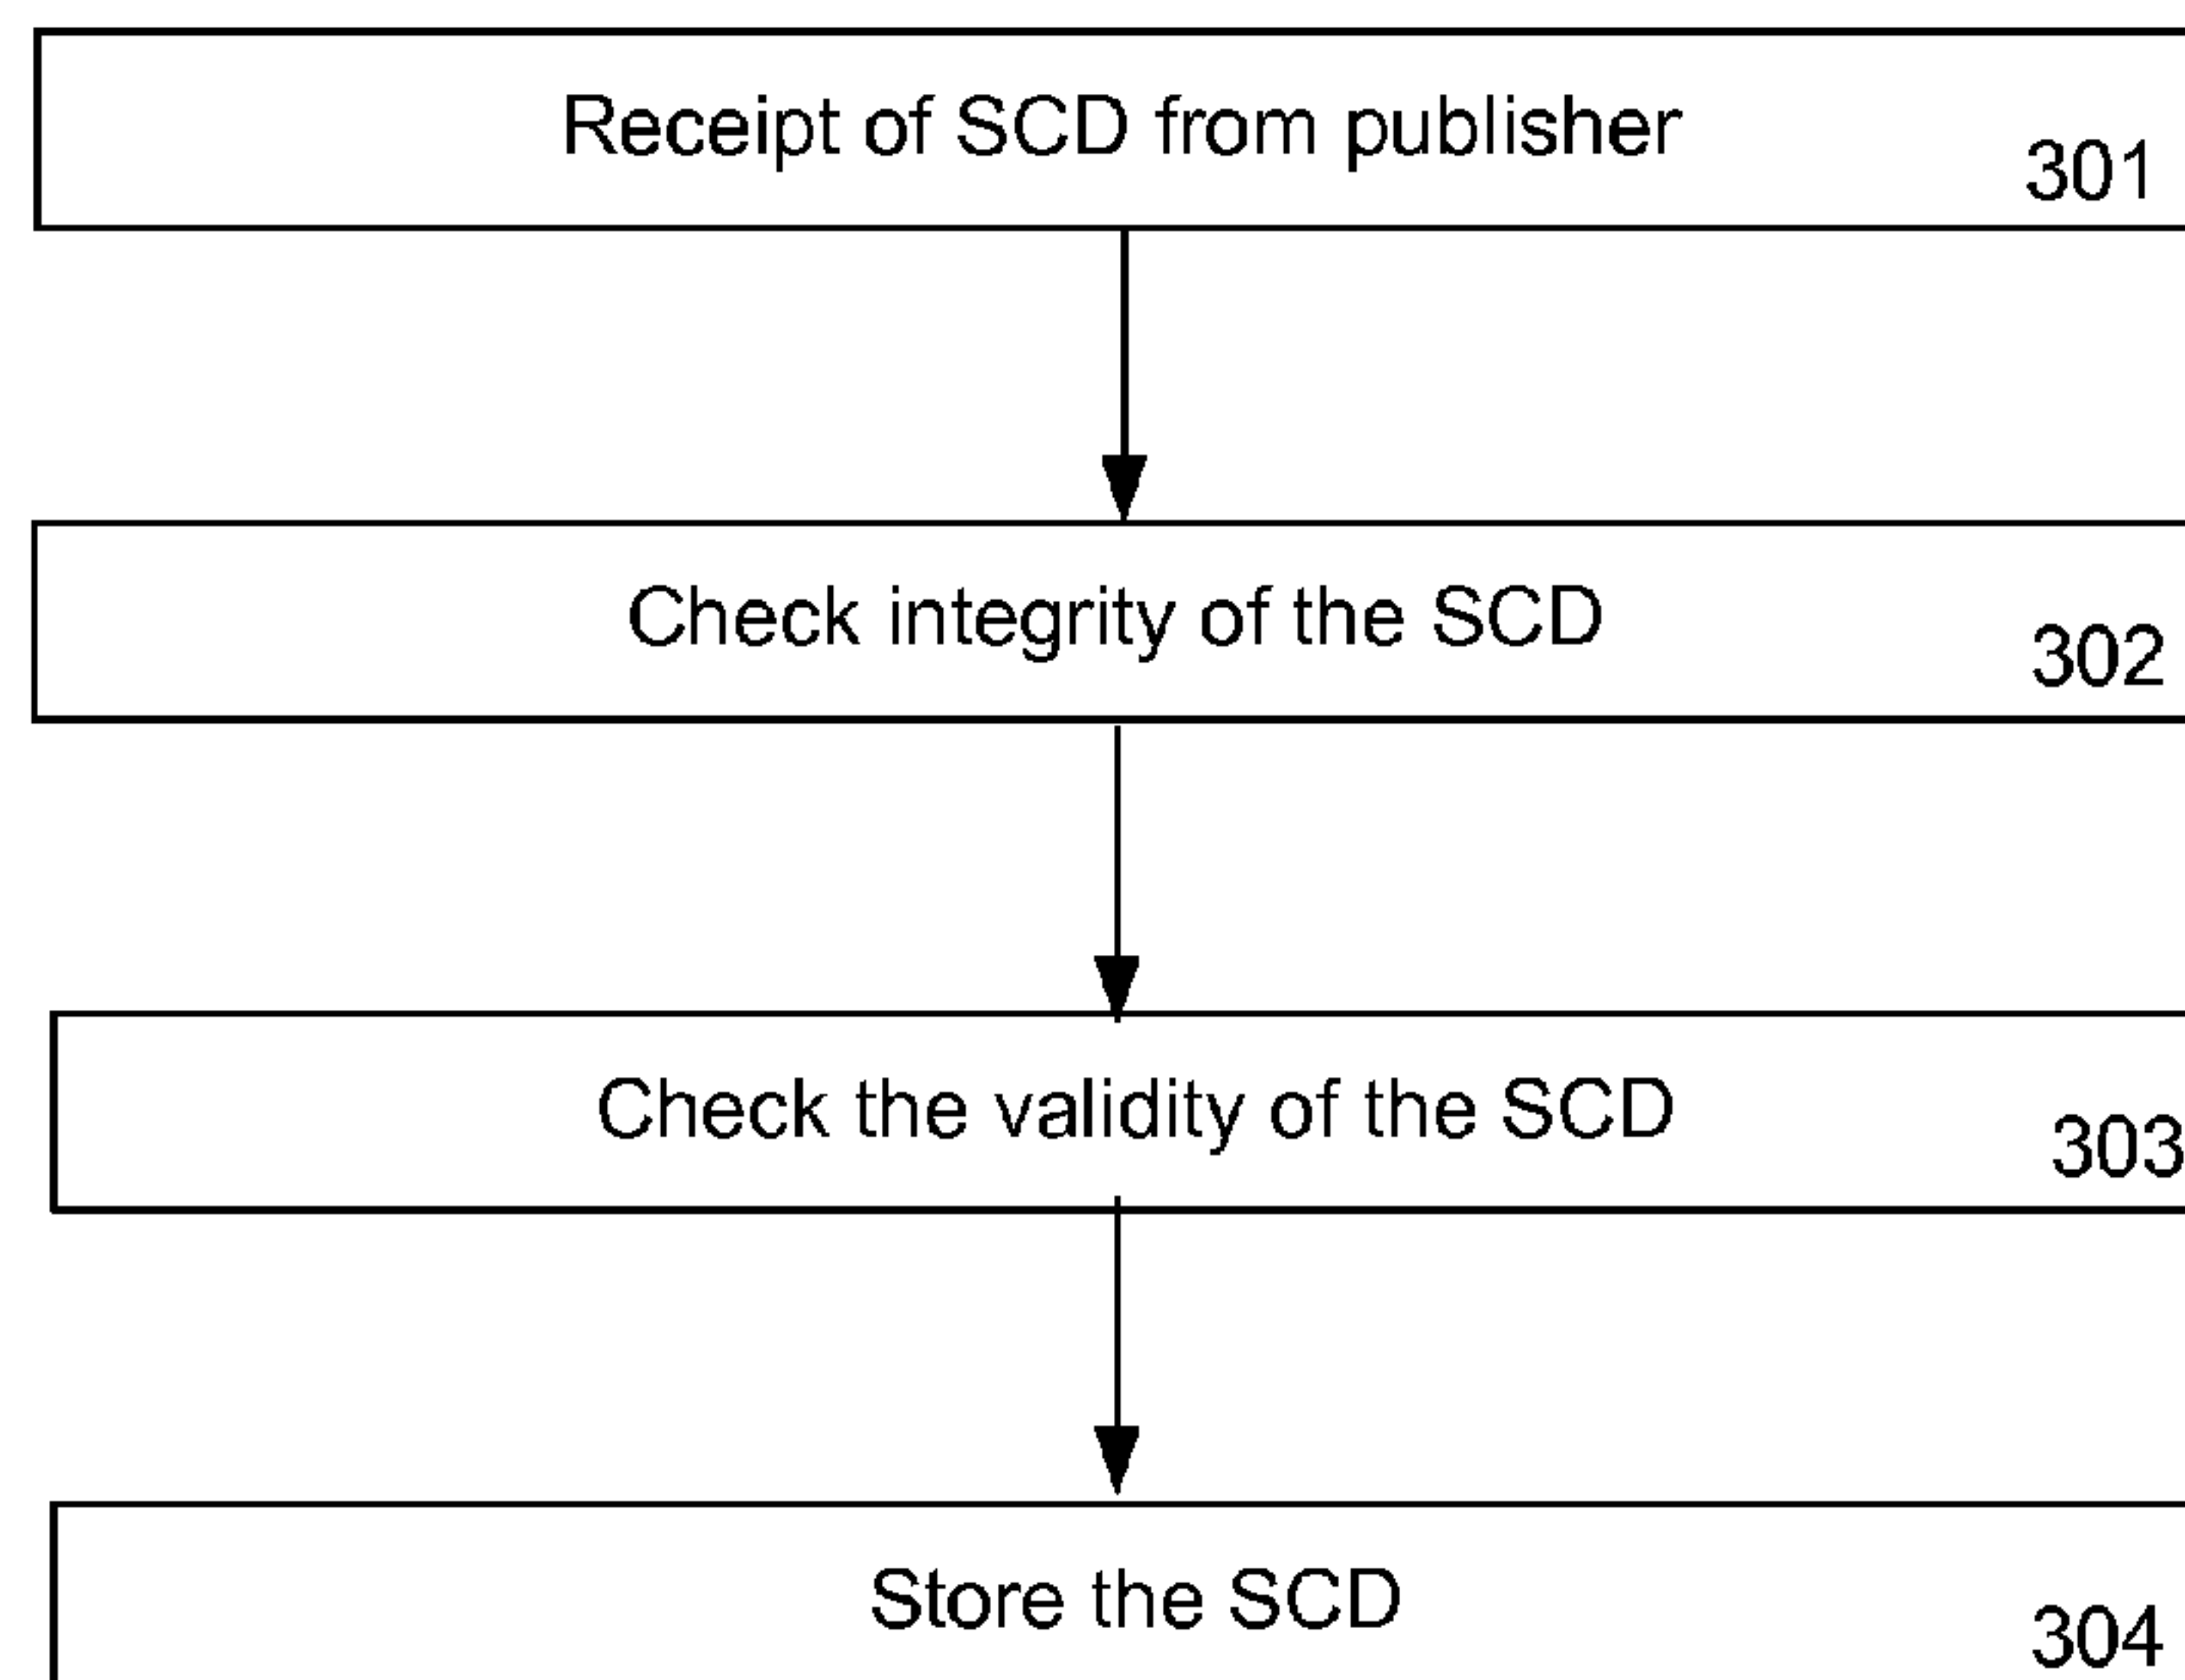 Receipt of SCD from publisher
301
Check integrity of the SCD
302
Check the validity of the SCD
303
Store the SCD
304